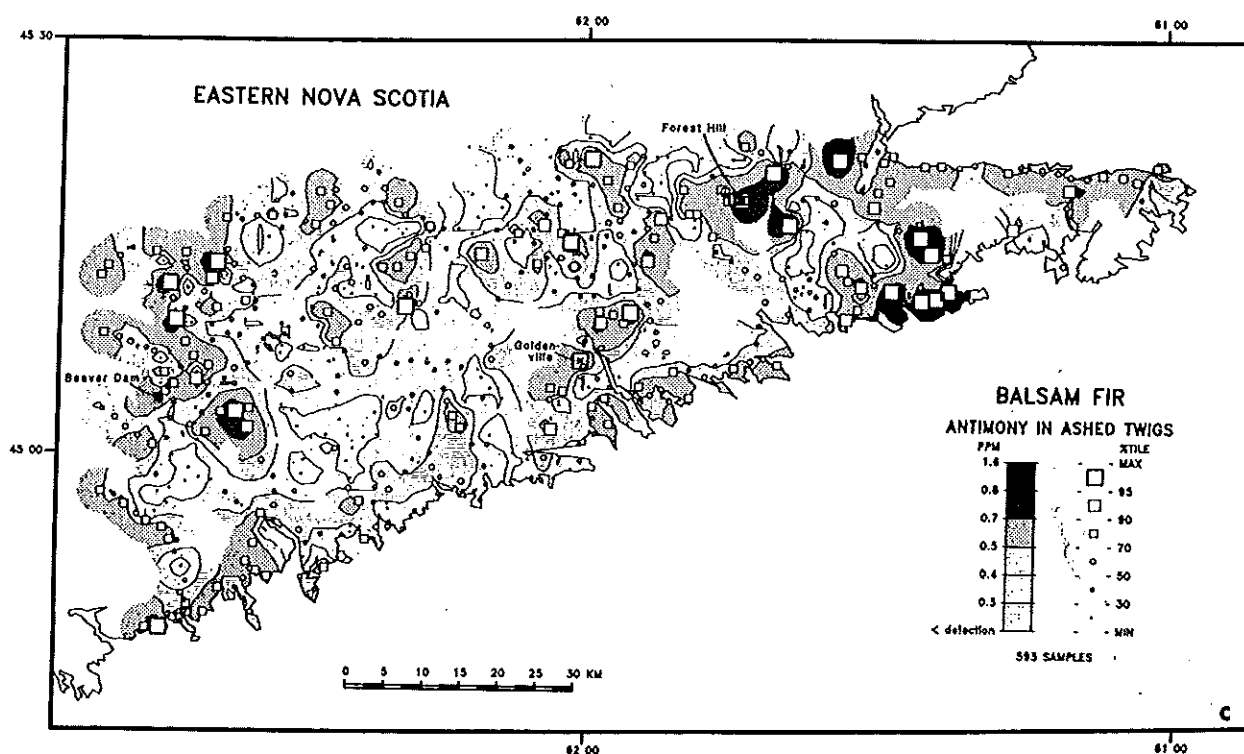 62 00
61 00
45 30
EASTERN NOVA SCOTIA
Forest Hill
Golden-
ville
Beaver Dam
45 00
BALSAM FIR
ANTIMONY IN ASHED TWIGS
PPM %TILE
1.6 MAX
0.8 95
0.7 90
0.5 70
0.4 50
0.3 30
< detection MIN
593 SAMPLES
0 5 10 15 20 25 30 KM
C
62 00
61 00